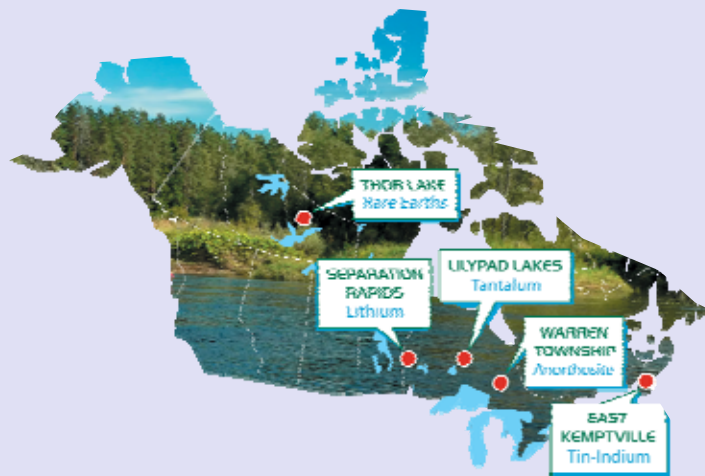 THOR LAKE
Rare Earths
SEPARATION
RAPIDS
Lithium
LILYPAD LAKES
Tantalum
WARREN
TOWNSHIP
Anorthosite
EAST
KEMPTVILLE
Tin-Indium